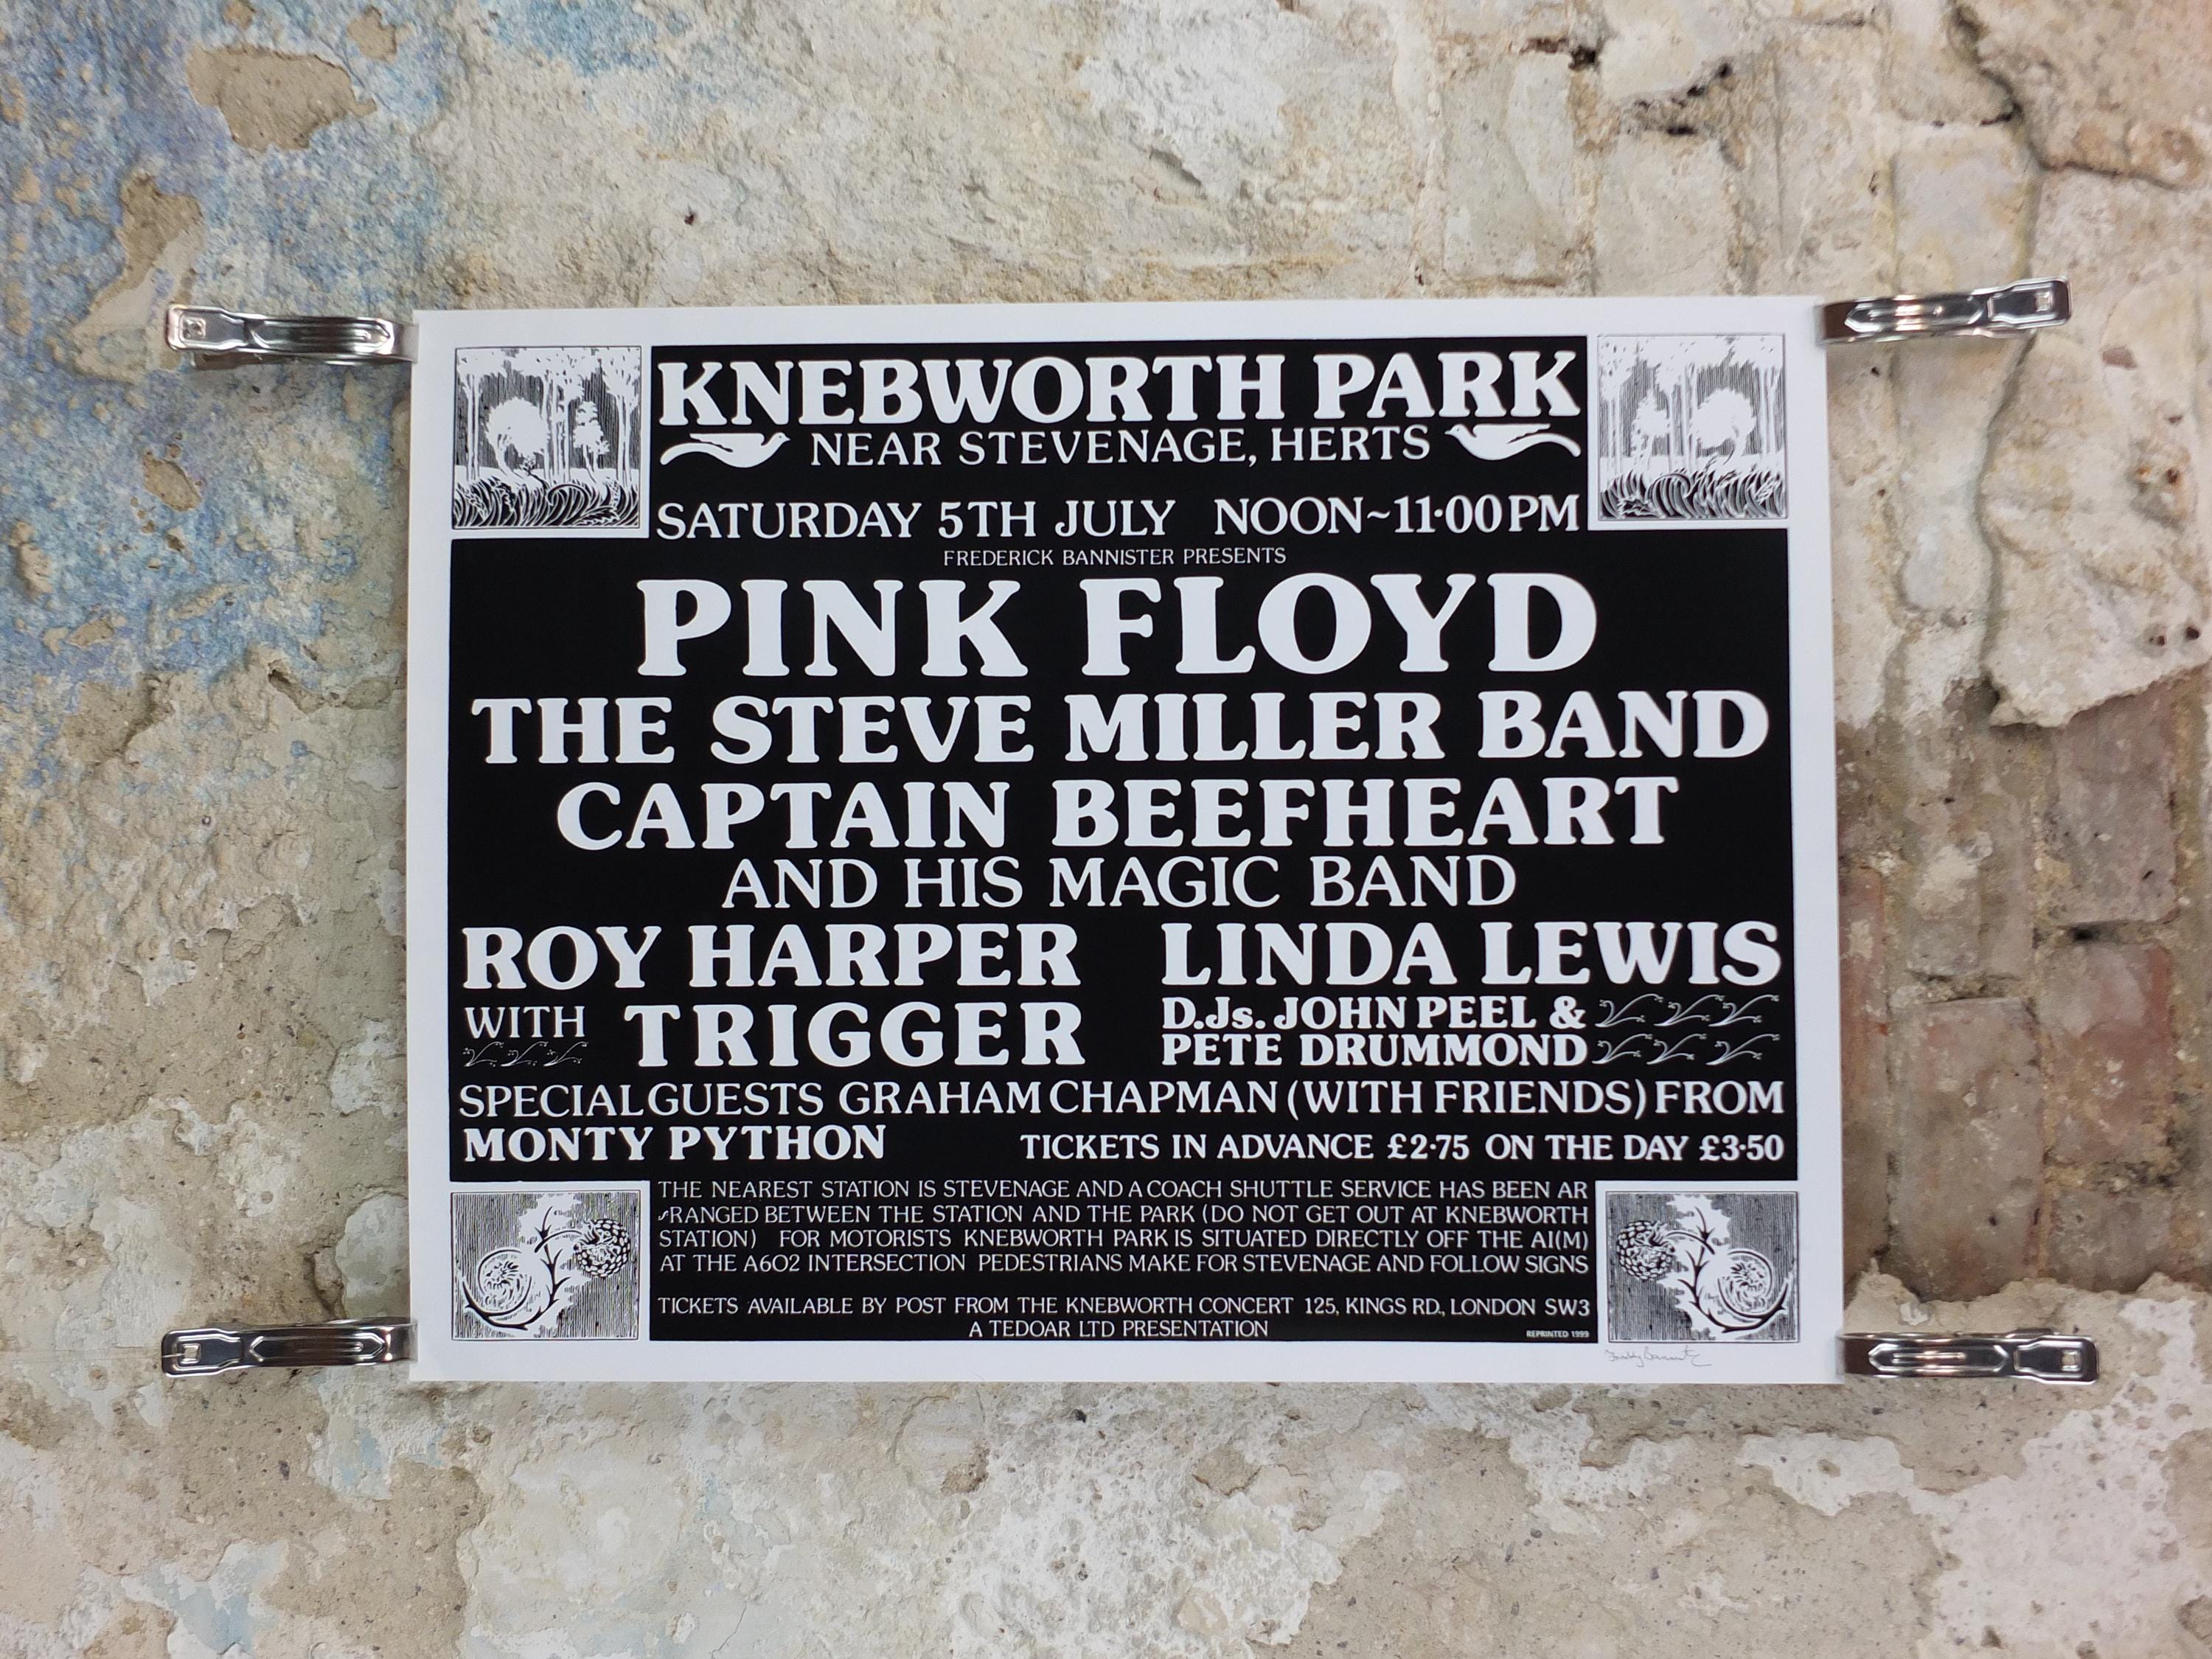 KNEBWORTH PARK
NEAR STEVENAGE, HERTS
SATURDAY 5TH JULY NOON~11·00PM
FREDERICK BANNISTER PRESENTS
PINK FLOYD
THE STEVE MILLER BAND
CAPTAIN BEEFHEART
AND HIS MAGIC BAND
ROY HARPER
WITH TRIGGER
LINDA LEWIS
D.Js. JOHN PEEL &
PETE DRUMMOND
SPECIAL GUESTS GRAHAM CHAPMAN (WITH FRIENDS) FROM
MONTY PYTHON TICKETS IN ADVANCE £2·75 ON THE DAY £3·50
THE NEAREST STATION IS STEVENAGE AND A COACH SHUTTLE SERVICE HAS BEEN AR
RANGED BETWEEN THE STATION AND THE PARK (DO NOT GET OUT AT KNEBWORTH
STATION) FOR MOTORISTS KNEBWORTH PARK IS SITUATED DIRECTLY OFF THE A1(M)
AT THE A602 INTERSECTION PEDESTRIANS MAKE FOR STEVENAGE AND FOLLOW SIGNS
TICKETS AVAILABLE BY POST FROM THE KNEBWORTH CONCERT 125, KINGS RD., LONDON SW3
A TEDOAR LTD PRESENTATION
REPRINTED 1999